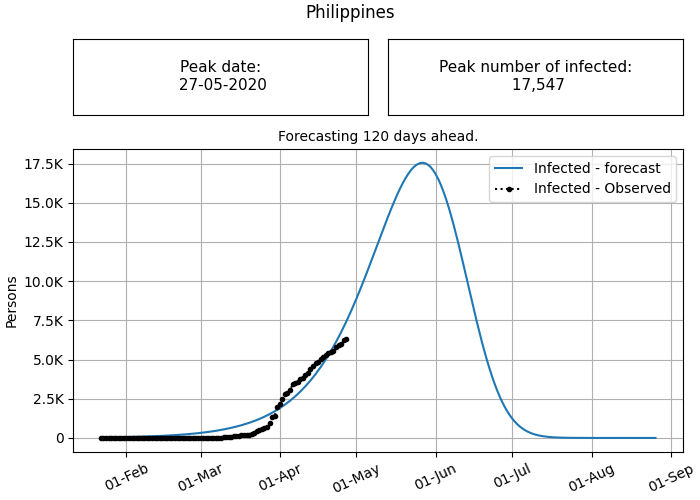 Philippines
Peak date:
27-05-2020
Peak number of infected:
17,547
Forecasting 120 days ahead.
17.5K
15.0K
12.5K
10.0K
7.5K
5.0K
2.5K
0
Persons
Infected - forecast
Infected - Observed
01-Feb
01-Mar
01-Apr
01-May
01-Jun
01-Jul
01-Aug
01-Sep